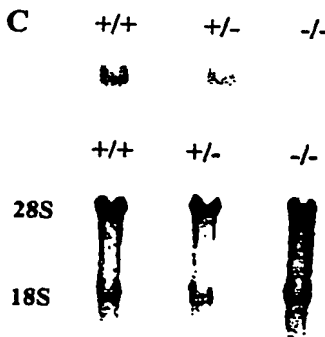 C +/+ +/- -/-
+/+ +/- -/-
28S
18S